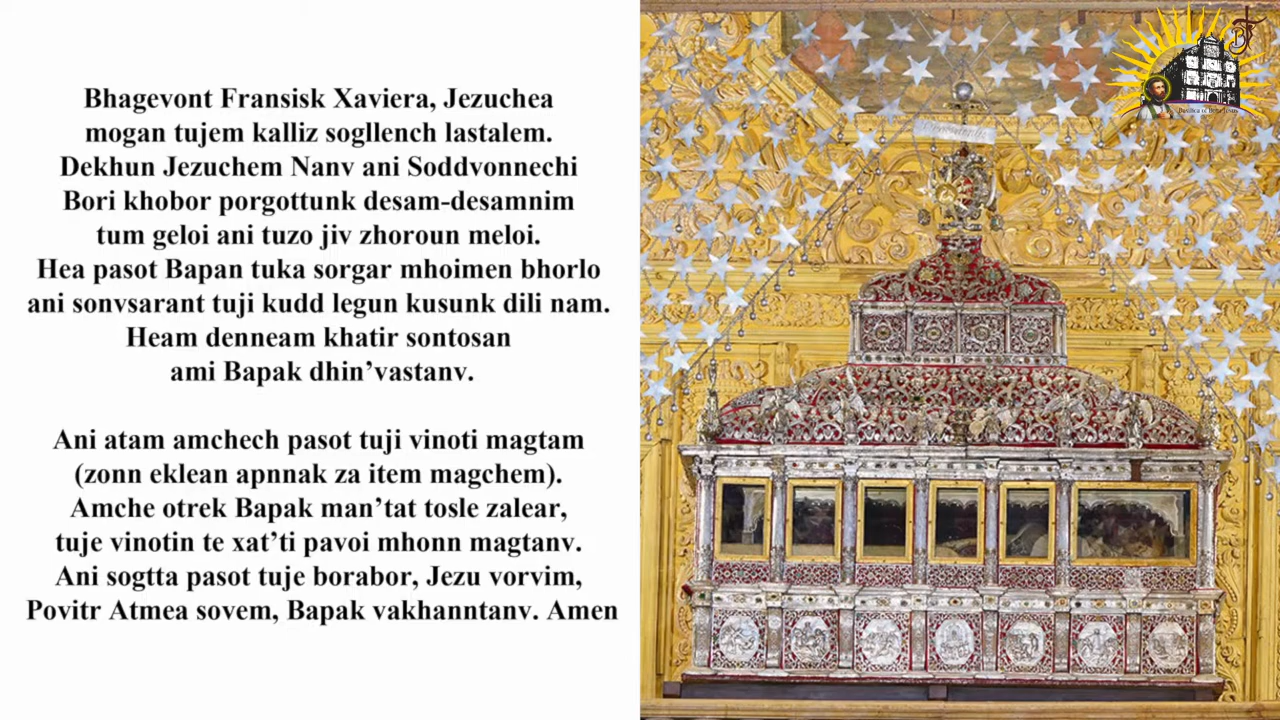 Bhagevont Fransisk Xaviera, Jezuchea
mogan tujem kalliz sogllench lastalem.
Dekhun Jezuchem Nanv ani Soddvonnechi
Bori khobor porgottunk desam-desamnim
tum geloi ani tuzo jiv zhoroun meloi.
Hea pasot Bapan tuka sorgar mhoimen bhorlo
ani sonvsarant tuji kudd legun kusunk dili nam.
Heam denneam khatir sontosan
ami Bapak dhin’vastanv.
Ani atam amchech pasot tuji vinoti magtam
(zonn eklean apnnak za item magchem).
Amche otrek Bapak man’tat tosle zalear,
tuje vinotin te xat’ti pavoi mhonn magtanv.
Ani sogtta pasot tuje borabor, Jezu vorvim,
Povitr Atmea sovem, Bapak vakhanntanv. Amen
Basilica of Bom Jesus